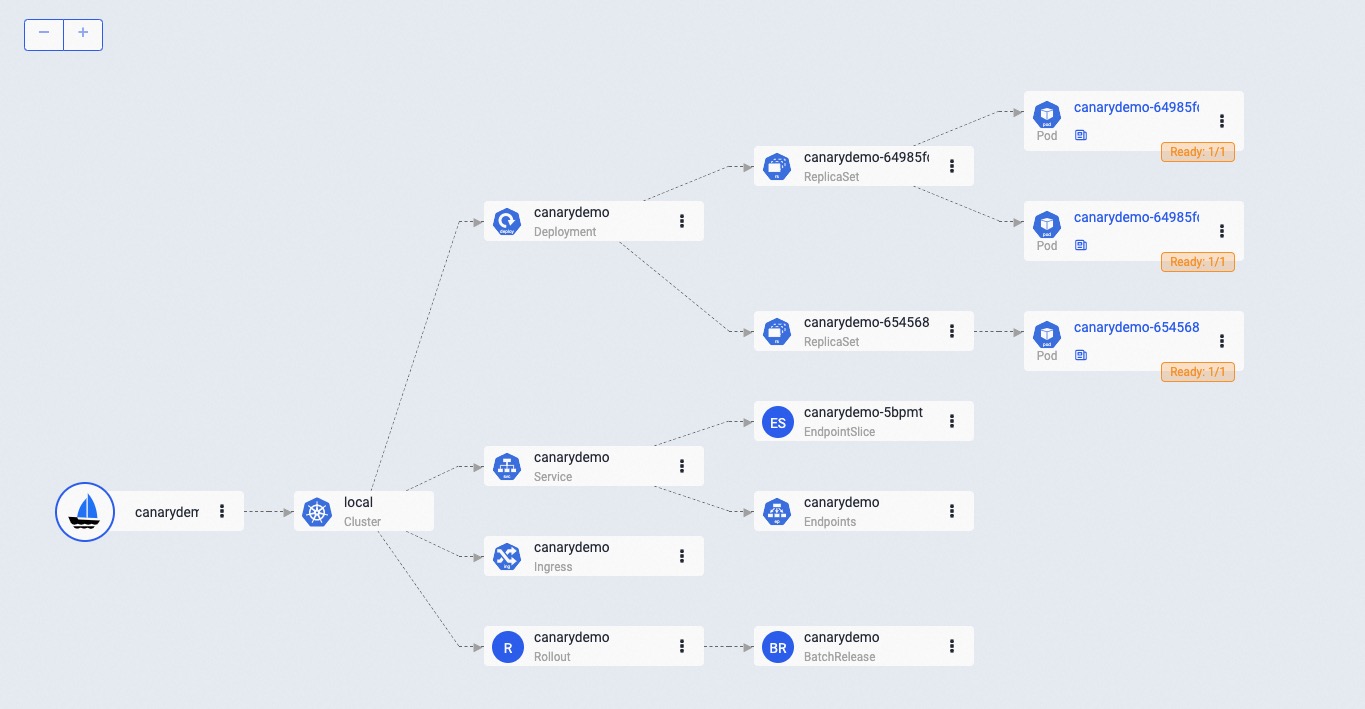 − +
canarydem
local
Cluster
canarydemo
Deployment
canarydemo
Service
canarydemo
Ingress
R
canarydemo
Rollout
canarydemo-64985f
ReplicaSet
canarydemo-654568
ReplicaSet
ES
canarydemo-5bpmt
EndpointSlice
canarydemo
Endpoints
BR
canarydemo
BatchRelease
canarydemo-64985f
Pod
Ready: 1/1
canarydemo-64985f
Pod
Ready: 1/1
canarydemo-654568
Pod
Ready: 1/1